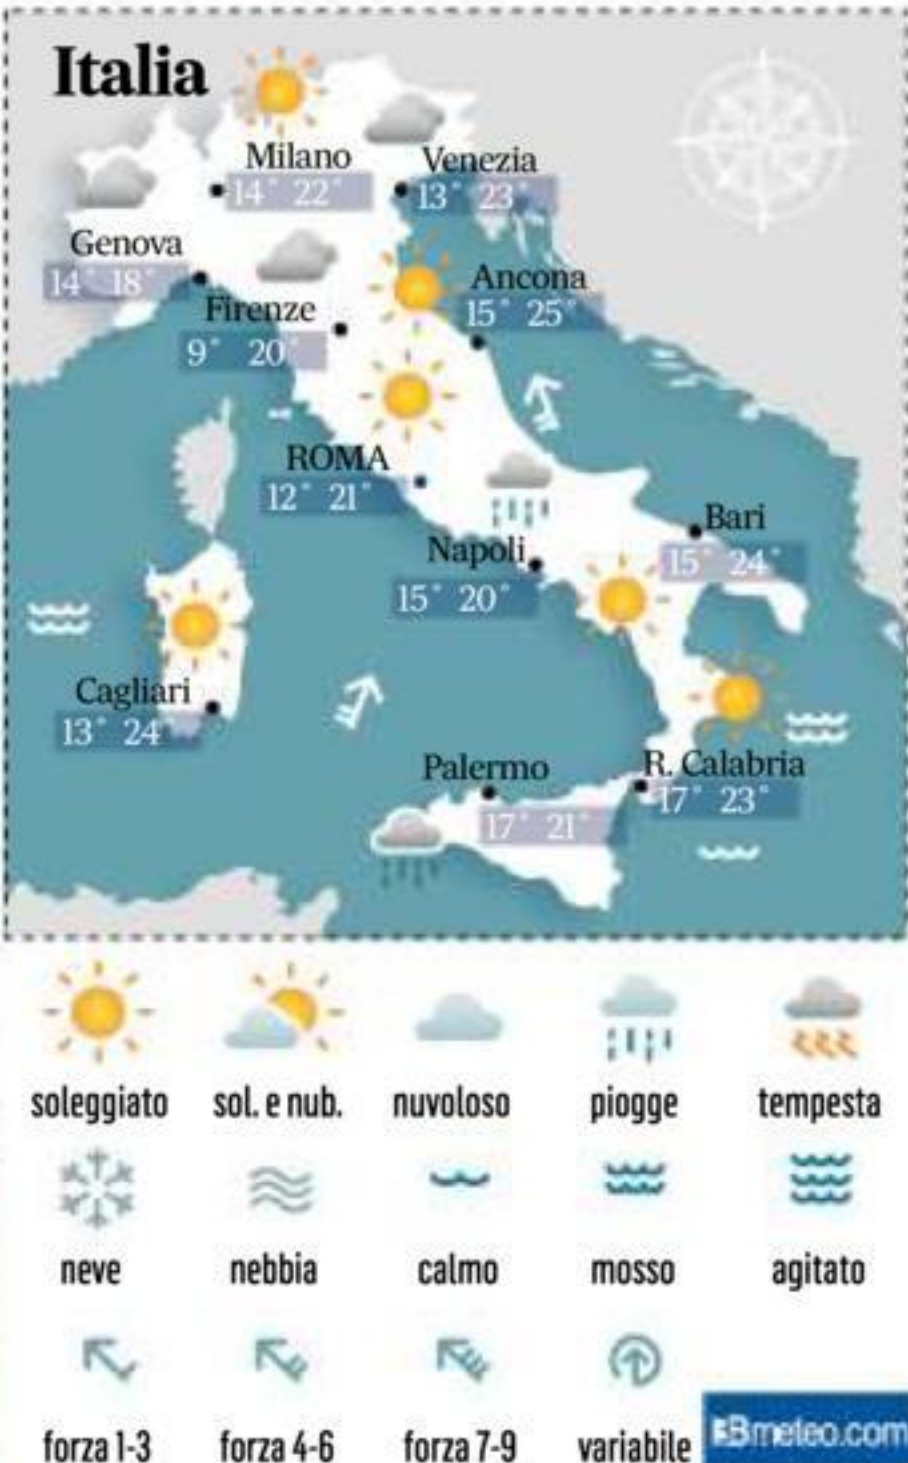 Italia
Milano
14° 22°
Venezia
13° 23°
Genova
14° 18°
Ancona
15° 25°
Firenze
9° 20°
ROMA
12° 21°
Bari
15° 24°
Napoli
15° 20°
Cagliari
13° 24°
Palermo
17° 21°
R. Calabria
17° 23°
soleggiato
sol. e nub.
nuvoloso
piogge
tempesta
neve
nebbia
calmo
mosso
agitato
forza 1-3
forza 4-6
forza 7-9
variabile
3Bmeteo.com